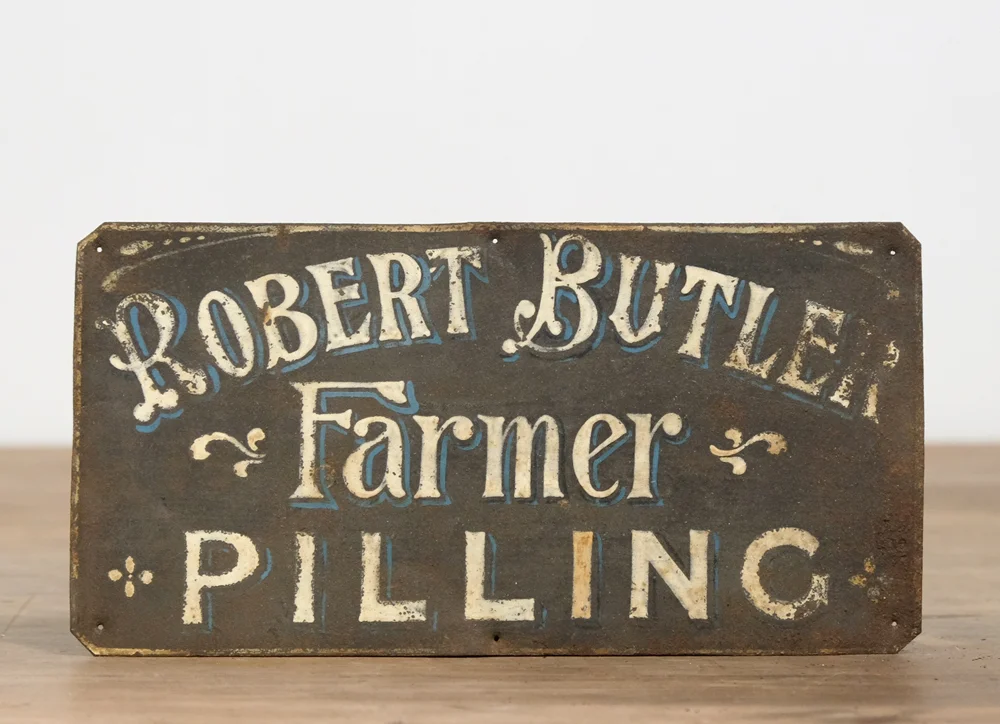 ROBERT BUTLER
Farmer
PILLING